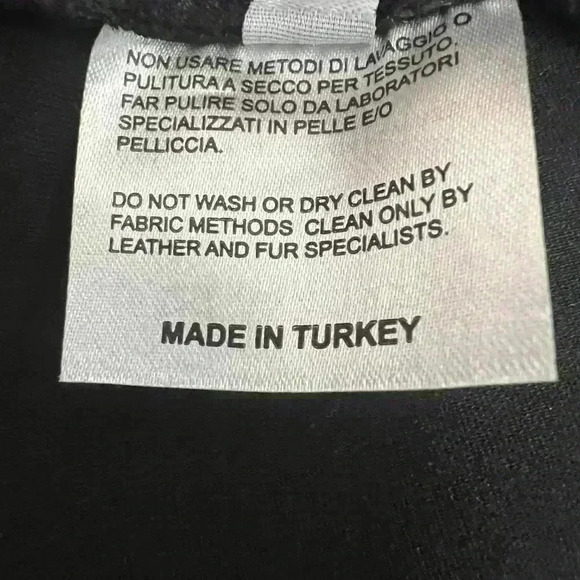 NON USARE METODI DI LAVAGGIO O
PULITURA A SECCO PER TESSUTO.
FAR PULIRE SOLO DA LABORATORI
SPECIALIZZATI IN PELLE E/O
PELLICCIA.
DO NOT WASH OR DRY CLEAN BY
FABRIC METHODS CLEAN ONLY BY
LEATHER AND FUR SPECIALISTS.
MADE IN TURKEY